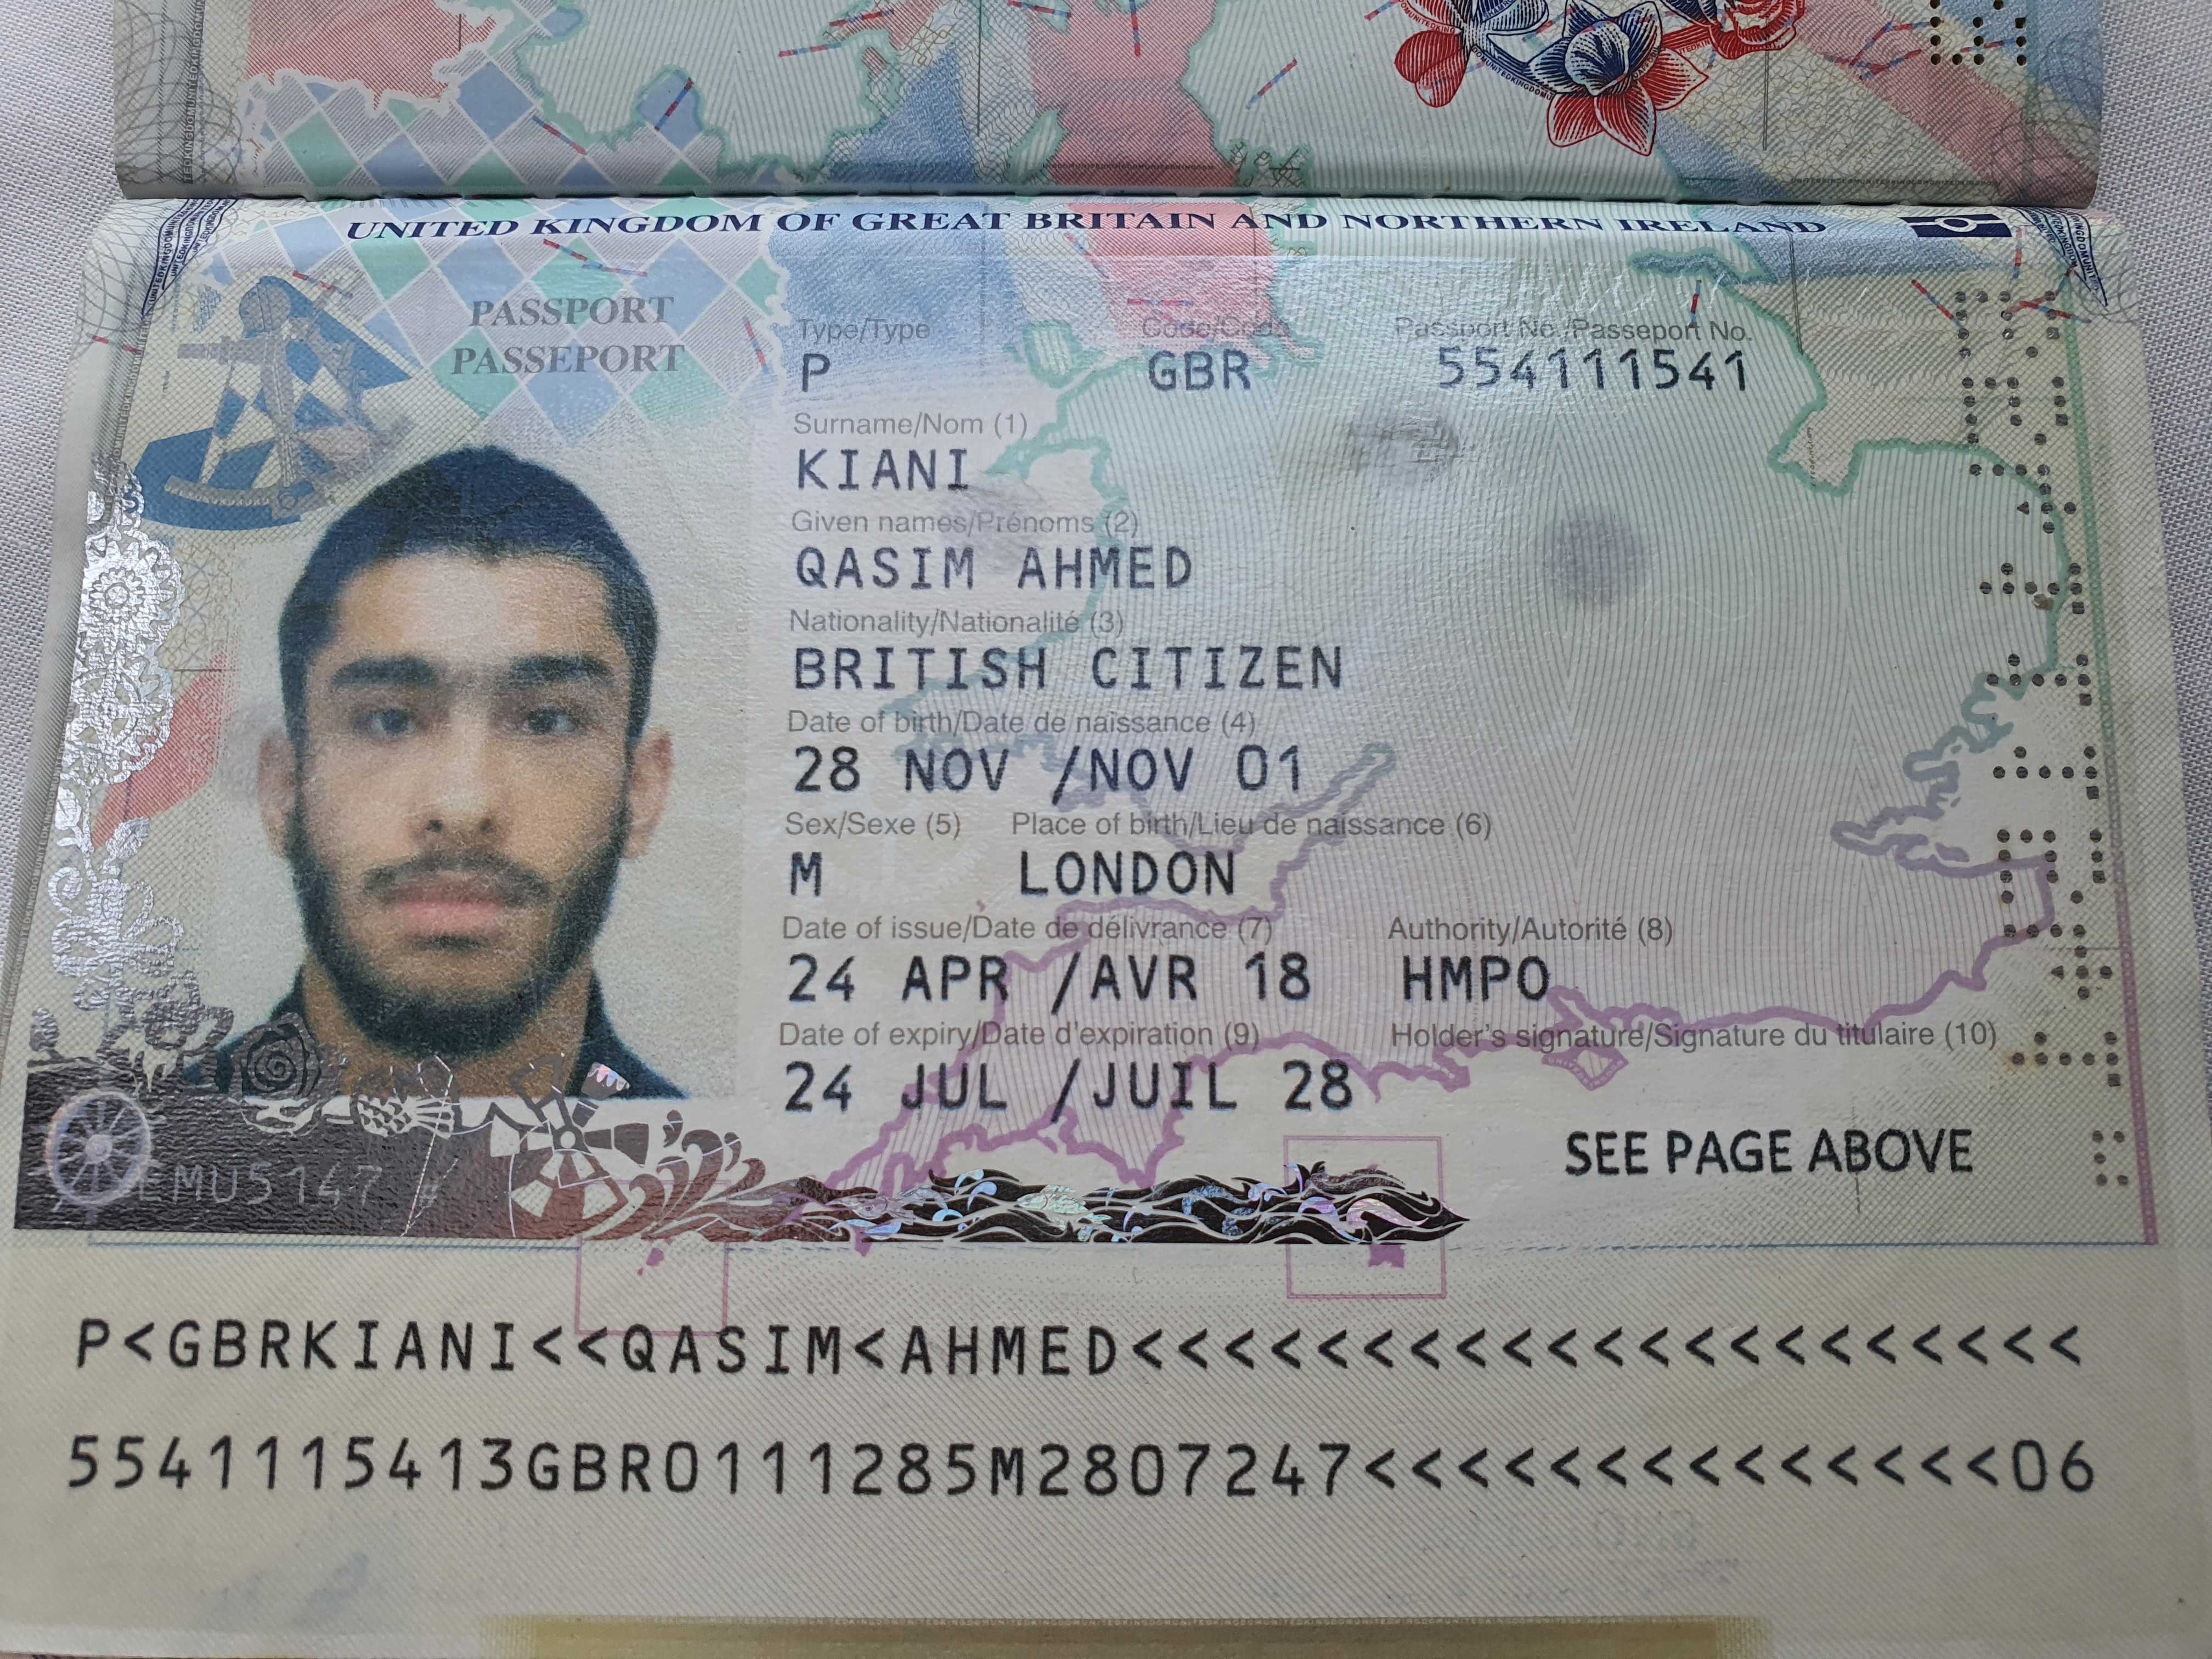 UNITED KINGDOM OF GREAT BRITAIN AND NORTHERN IRELAND
PASSPORT
PASSEPORT
Type/Type Code/Code Passport No./Passeport No.
P GBR 554111541
Surname/Nom (1)
KIANI
Given names/Prénoms (2)
QASIM AHMED
Nationality/Nationalité (3)
BRITISH CITIZEN
Date of birth/Date de naissance (4)
28 NOV /NOV 01
Sex/Sexe (5) Place of birth/Lieu de naissance (6)
M LONDON
Date of issue/Date de délivrance (7) Authority/Autorité (8)
24 APR /AVR 18 HMPO
Date of expiry/Date d'expiration (9) Holder's signature/Signature du titulaire (10)
24 JUL /JUIL 28
SEE PAGE ABOVE
P<GBRKIANI<<QASIM<AHMED<<<<<<<<<<<<<<<<<<<<<
5541115413GBR0111285M2807247<<<<<<<<<<<<<<06